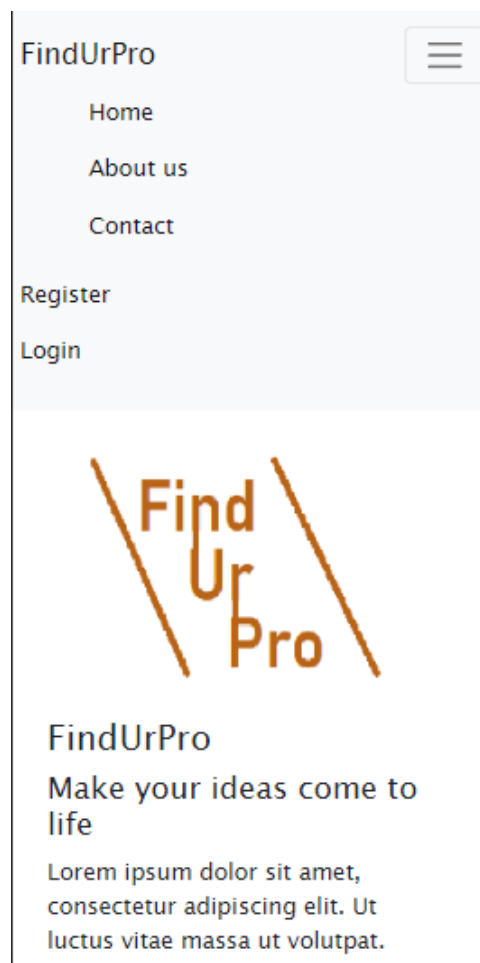 FindUrPro
Home
About us
Contact
Register
Login
Find
Ur
Pro
FindUrPro
Make your ideas come to
life
Lorem ipsum dolor sit amet,
consectetur adipiscing elit. Ut
luctus vitae massa ut volutpat.